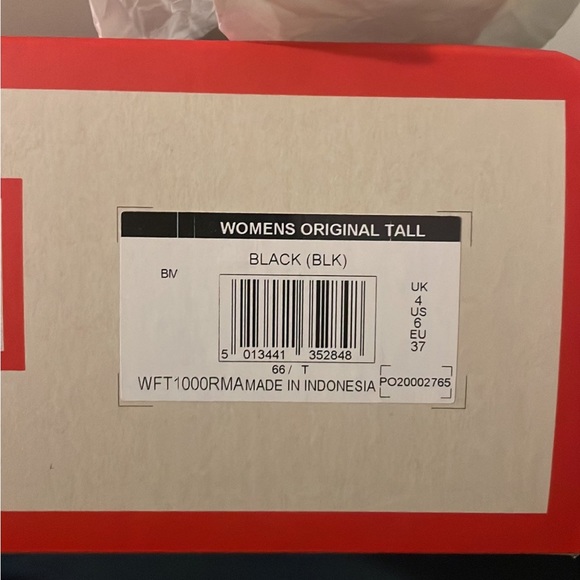 WOMENS ORIGINAL TALL
BLACK (BLK)
BM
UK
4
US
6
EU
37
5 013441 352848
66 / T
WFT1000RMA MADE IN INDONESIA
PO20002765